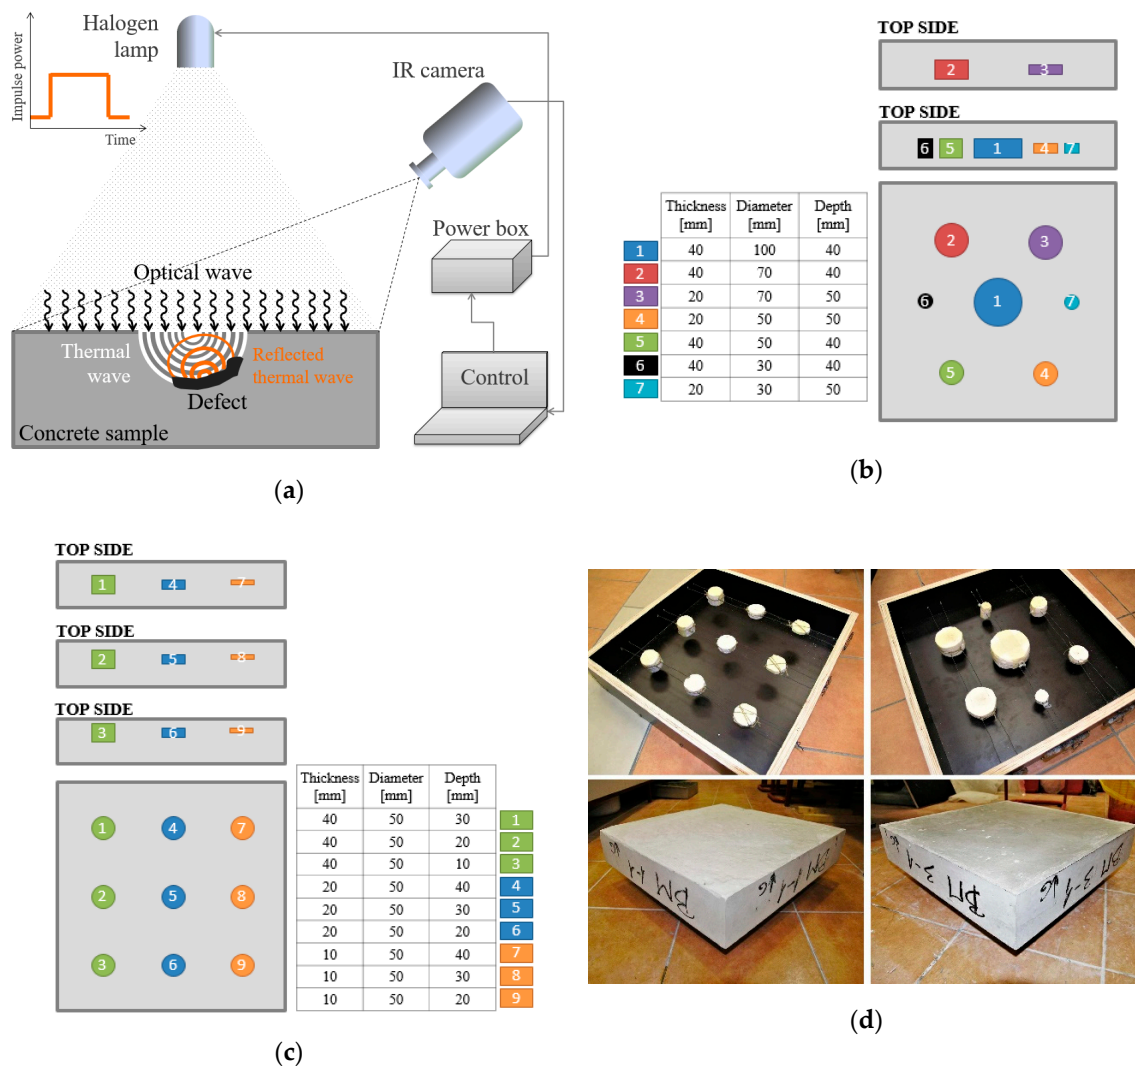 Impulse power
Time
Halogen
lamp
IR camera
Power box
Optical wave
Thermal
wave
Reflected
thermal wave
Defect
Concrete sample
Control
(a)
TOP SIDE
2 3
TOP SIDE
6 5 1 4 7
Thickness Diameter Depth
[mm] [mm] [mm]
1 40 100 40
2 40 70 40
3 20 70 50
4 20 50 50
5 40 50 40
6 40 30 40
7 20 30 50
2 3
6 1 7
5 4
(b)
TOP SIDE
1 4 7
TOP SIDE
2 5 8
TOP SIDE
3 6 9
1 4 7
2 5 8
3 6 9
Thickness Diameter Depth
[mm] [mm] [mm]
40 50 30 1
40 50 20 2
40 50 10 3
20 50 40 4
20 50 30 5
20 50 20 6
10 50 40 7
10 50 30 8
10 50 20 9
(c)
(d)